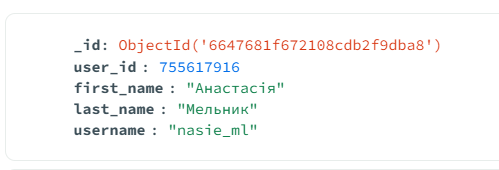 _id: ObjectId('6647681f672108cdb2f9dba8')
user_id : 755617916
first_name : "Анастасія"
last_name : "Мельник"
username : "nasie_ml"